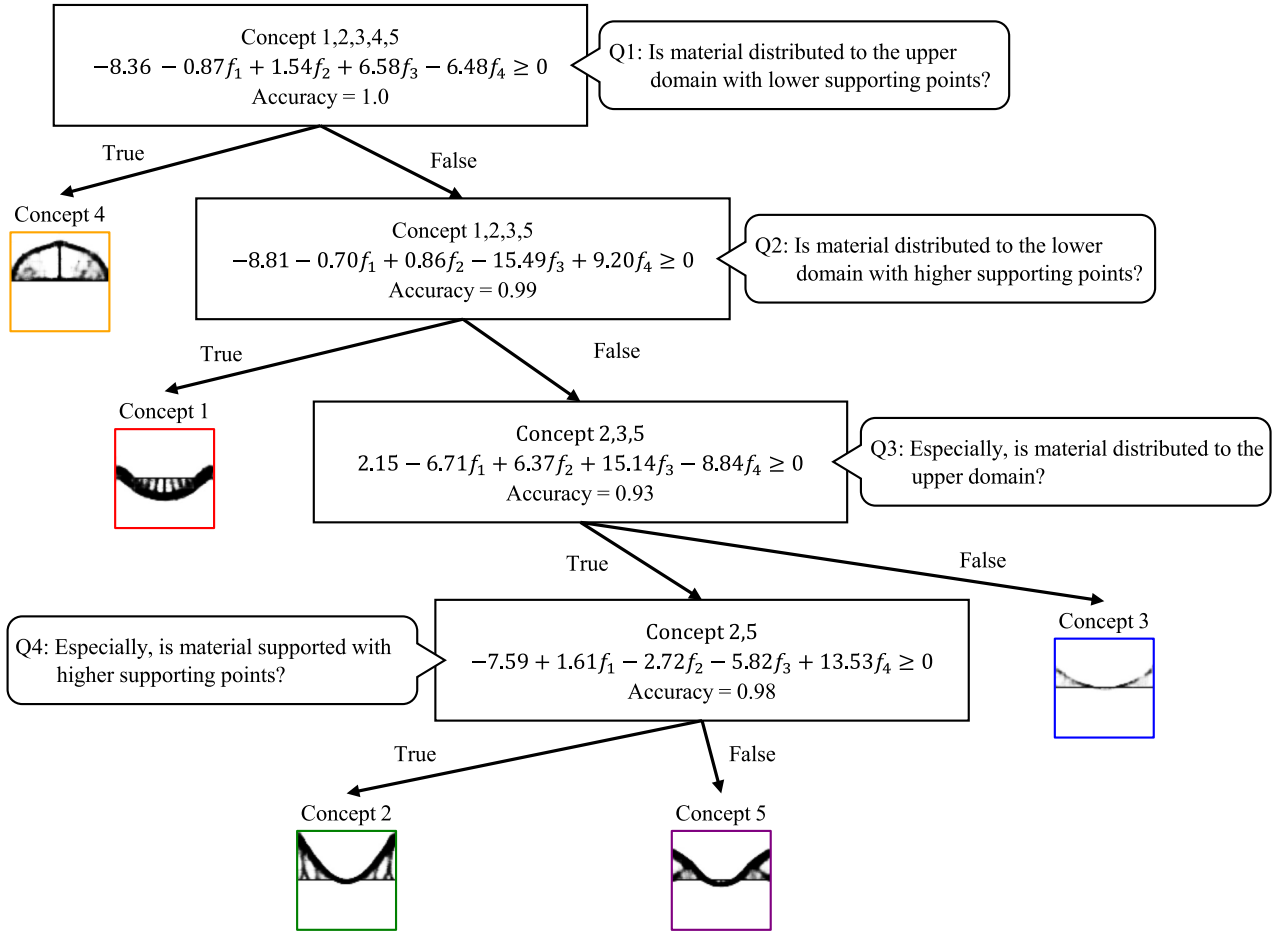 Concept 1,2,3,4,5
−8.36 − 0.87f₁ + 1.54f₂ + 6.58f₃ − 6.48f₄ ≥ 0
Accuracy = 1.0
Q1: Is material distributed to the upper
domain with lower supporting points?
True
False
Concept 4
Concept 1,2,3,5
−8.81 − 0.70f₁ + 0.86f₂ − 15.49f₃ + 9.20f₄ ≥ 0
Accuracy = 0.99
Q2: Is material distributed to the lower
domain with higher supporting points?
True
False
Concept 1
Concept 2,3,5
2.15 − 6.71f₁ + 6.37f₂ + 15.14f₃ − 8.84f₄ ≥ 0
Accuracy = 0.93
Q3: Especially, is material distributed to the
upper domain?
True
False
Concept 3
Q4: Especially, is material supported with
higher supporting points?
Concept 2,5
−7.59 + 1.61f₁ − 2.72f₂ − 5.82f₃ + 13.53f₄ ≥ 0
Accuracy = 0.98
True
False
Concept 2
Concept 5